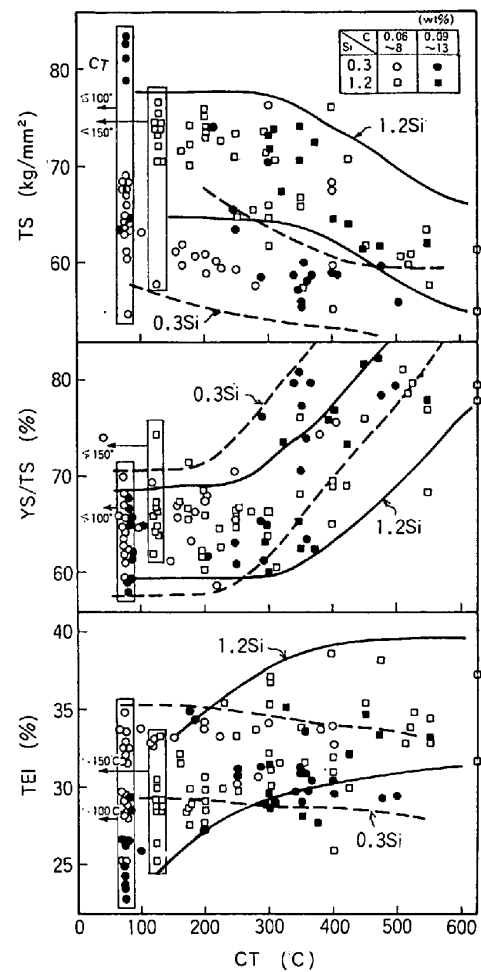 (wt%)
Si C 0.06 ~8 0.09 ~13
0.3
1.2
CT
≤100°
≤150°
1.2Si
0.3Si
80
70
60
TS (kg/mm²)
0.3Si
≤150°
≤100°
1.2Si
80
70
60
YS/TS (%)
1.2Si
~150°C
~100°C
0.3Si
40
35
30
25
TEl (%)
0 100 200 300 400 500 600
CT (°C)